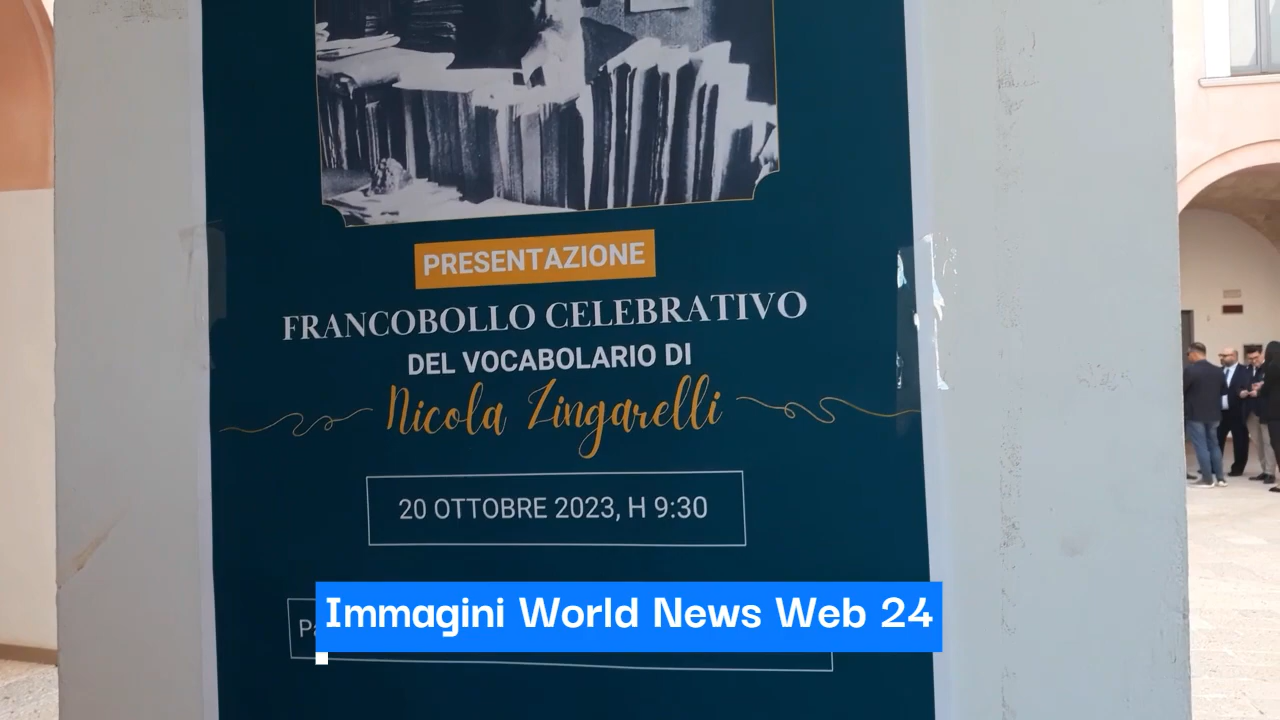 PRESENTAZIONE
FRANCOBOLLO CELEBRATIVO
DEL VOCABOLARIO DI
Nicola Zingarelli
20 OTTOBRE 2023, H 9:30
Immagini World News Web 24